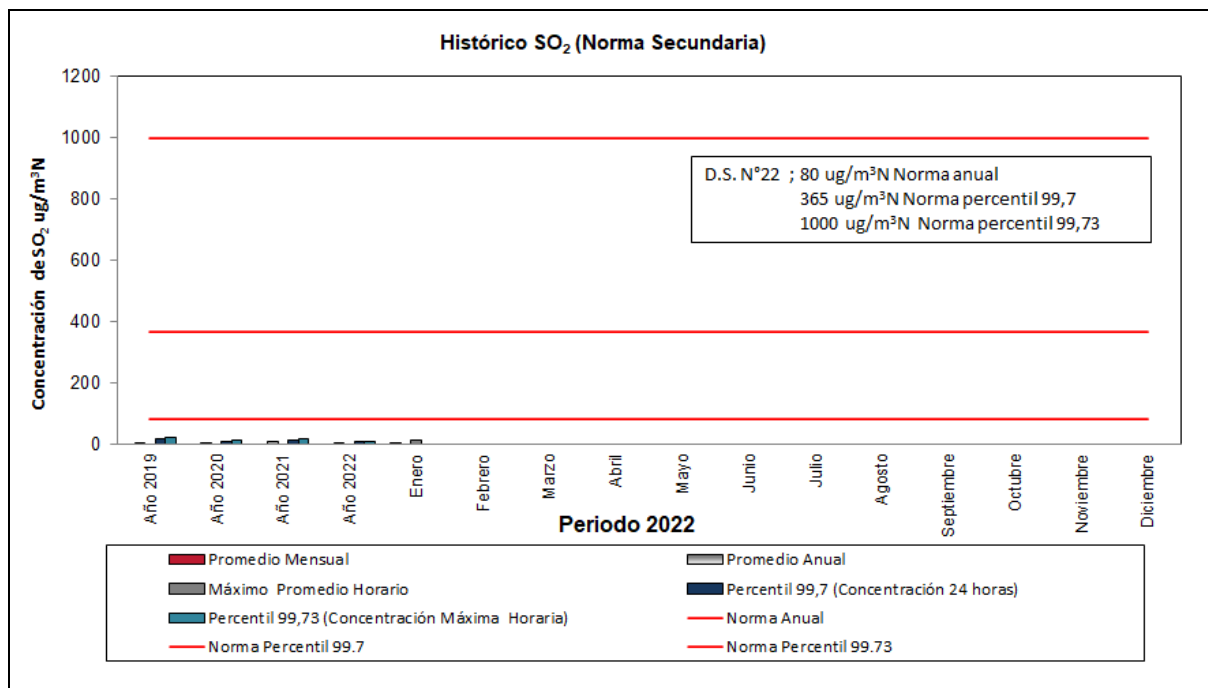 Histórico SO₂ (Norma Secundaria)
Concentración de SO₂ ug/m³N
1200
1000
800
600
400
200
0
D.S. N°22 ; 80 ug/m³N Norma anual
365 ug/m³N Norma percentil 99,7
1000 ug/m³N Norma percentil 99,73
Año 2019
Año 2020
Año 2021
Año 2022
Enero
Febrero
Marzo
Abril
Mayo
Junio
Julio
Agosto
Septiembre
Octubre
Noviembre
Diciembre
Periodo 2022
Promedio Mensual
Promedio Anual
Máximo Promedio Horario
Percentil 99,7 (Concentración 24 horas)
Percentil 99,73 (Concentración Máxima Horaria)
Norma Anual
Norma Percentil 99.7
Norma Percentil 99.73